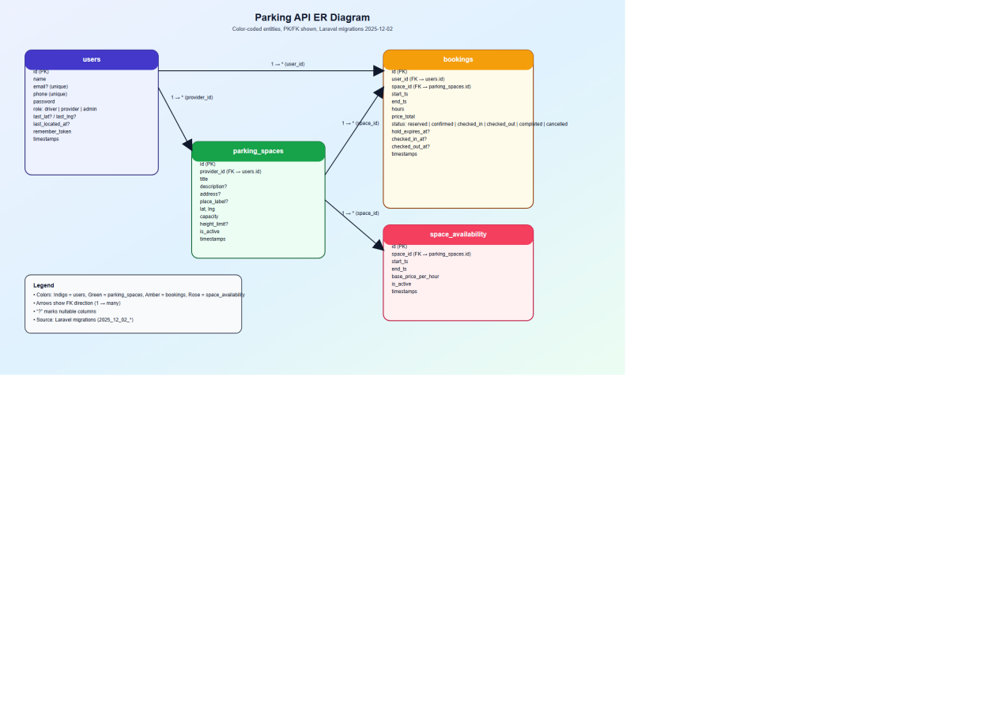 Parking API ER Diagram
Color-coded entities, PK/FK shown, Laravel migrations 2025-12-02
users
id (PK)
name
email? (unique)
phone (unique)
password
role: driver | provider | admin
last_lat? / last_lng?
last_located_at?
remember_token
timestamps
1 → * (user_id)
1 → * (provider_id)
parking_spaces
id (PK)
provider_id (FK → users.id)
title
description?
address?
place_label?
lat, lng
capacity
height_limit?
is_active
timestamps
1 → * (space_id)
1 → * (space_id)
bookings
id (PK)
user_id (FK → users.id)
space_id (FK → parking_spaces.id)
start_ts
end_ts
hours
price_total
status: reserved | confirmed | checked_in | checked_out | completed | cancelled
hold_expires_at?
checked_in_at?
checked_out_at?
timestamps
space_availability
id (PK)
space_id (FK → parking_spaces.id)
start_ts
end_ts
base_price_per_hour
is_active
timestamps
Legend
• Colors: Indigo = users, Green = parking_spaces, Amber = bookings, Rose = space_availability
• Arrows show FK direction (1 → many)
• "?" marks nullable columns
• Source: Laravel migrations (2025_12_02_*)